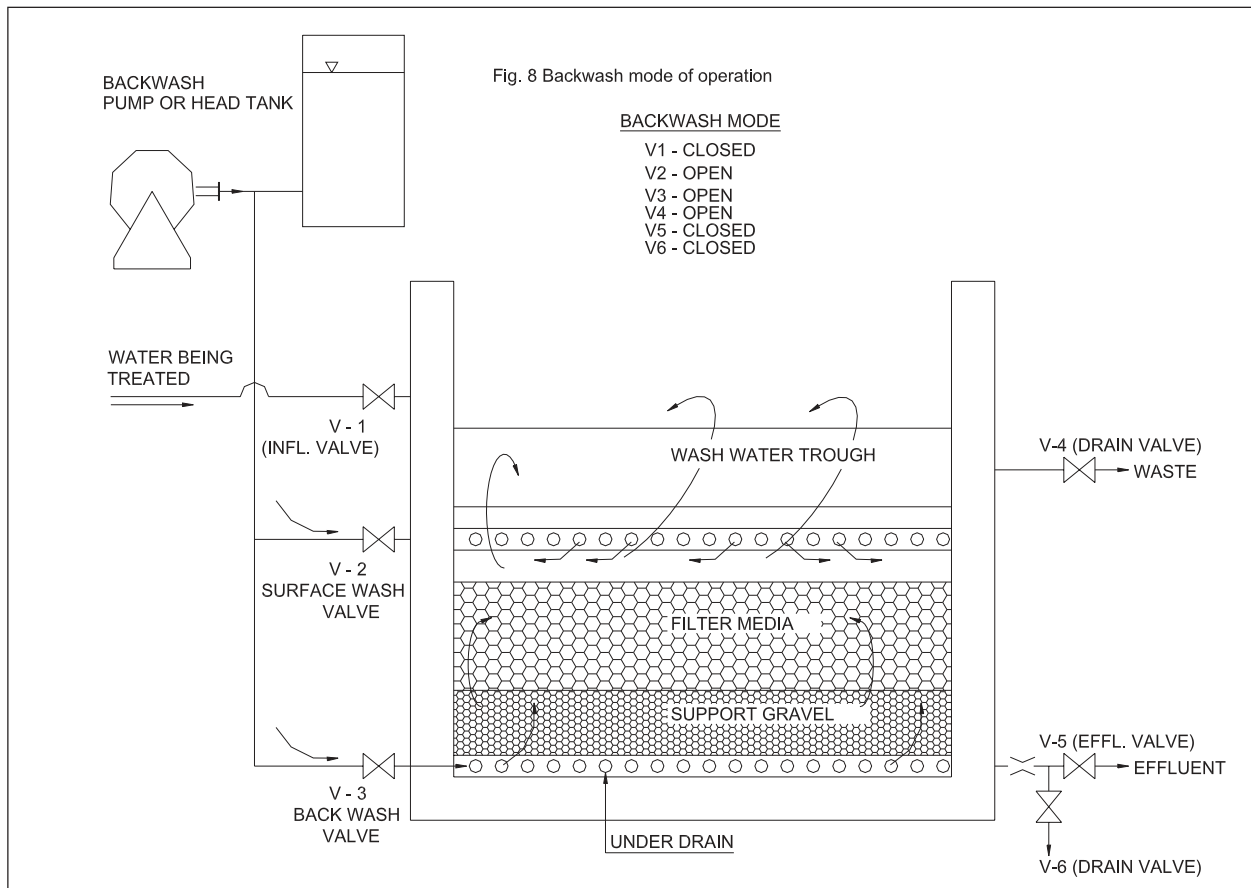 Fig. 8 Backwash mode of operation
BACKWASH
PUMP OR HEAD TANK
BACKWASH MODE
V1 - CLOSED
V2 - OPEN
V3 - OPEN
V4 - OPEN
V5 - CLOSED
V6 - CLOSED
WATER BEING
TREATED
V - 1
(INFL. VALVE)
WASH WATER TROUGH
V-4 (DRAIN VALVE)
WASTE
V - 2
SURFACE WASH
VALVE
FILTER MEDIA
SUPPORT GRAVEL
V-5 (EFFL. VALVE)
EFFLUENT
V - 3
BACK WASH
VALVE
UNDER DRAIN
V-6 (DRAIN VALVE)